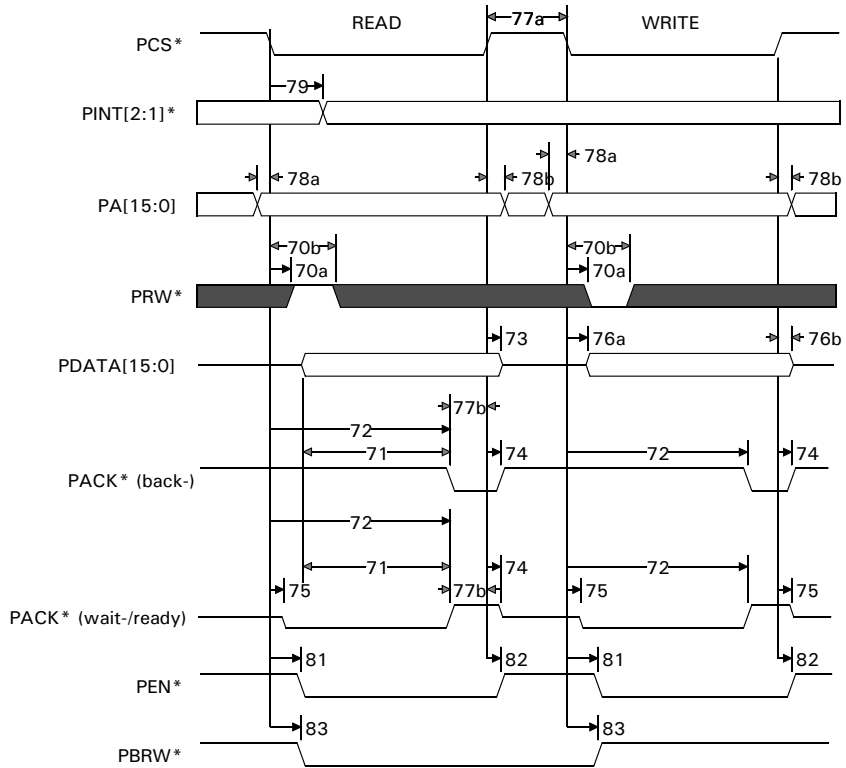 READ 77a WRITE
PCS*
79
PINT[2:1]*
78a
78a 78b 78b
PA[15:0]
70b 70b
70a 70a
PRW*
73 76a 76b
PDATA[15:0]
77b
72
71 74 72 74
PACK* (back-)
72
71 74 72
75 77b 75 75
PACK* (wait-/ready)
81 82 81 82
PEN*
83 83
PBRW*